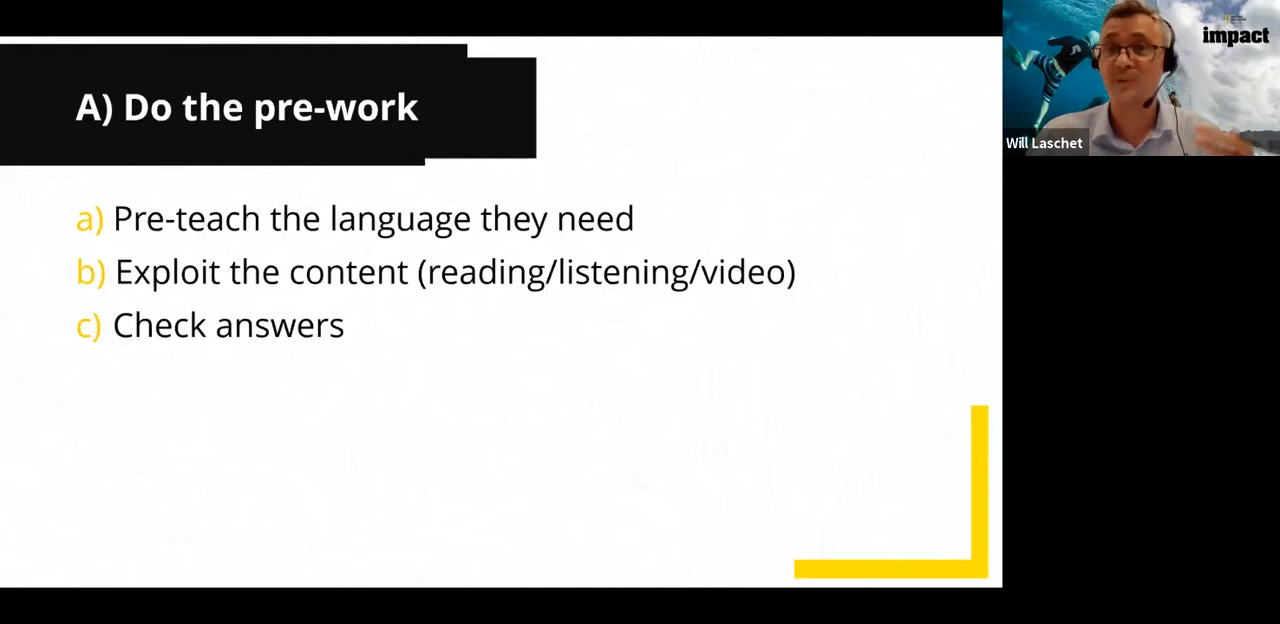 A) Do the pre-work
a) Pre-teach the language they need
b) Exploit the content (reading/listening/video)
c) Check answers
impact
Will Laschet